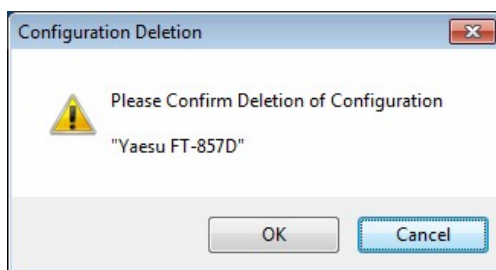 Configuration Deletion
Please Confirm Deletion of Configuration
"Yaesu FT-857D"
OK
Cancel